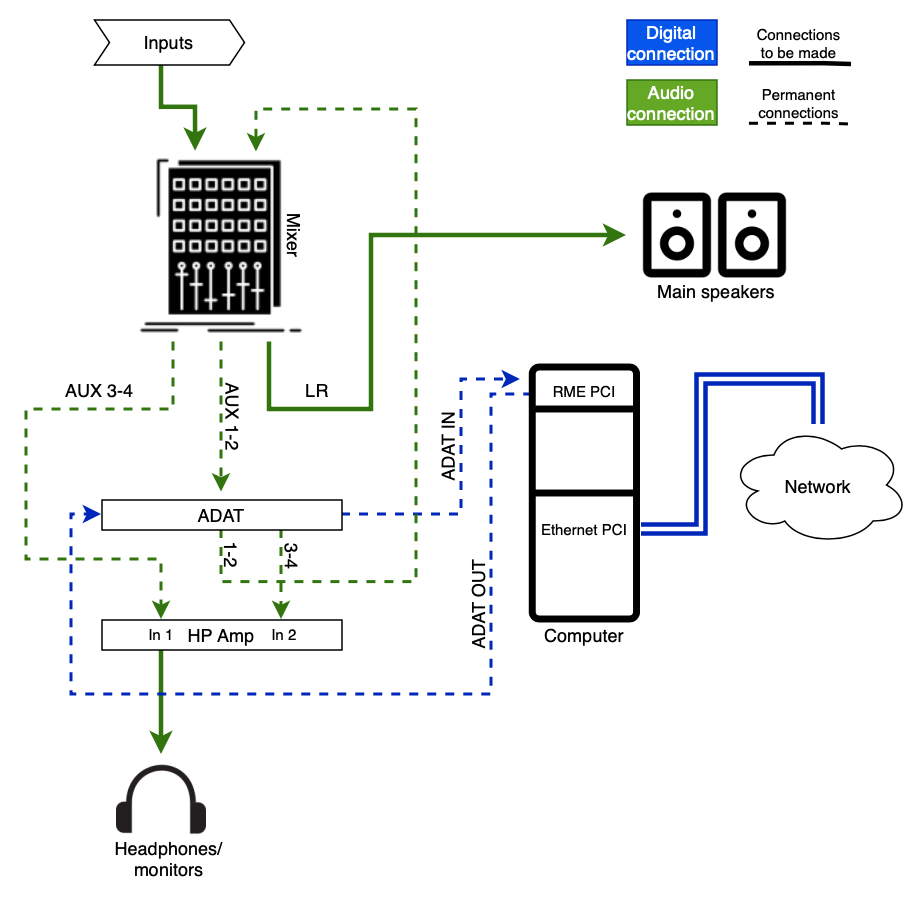 Inputs
Digital
connection
Connections
to be made
Audio
connection
Permanent
connections
Mixer
Main speakers
AUX 3-4
AUX 1-2
LR
ADAT IN
RME PCI
Network
ADAT
Ethernet PCI
1-2
3-4
ADAT OUT
In 1 HP Amp In 2
Computer
Headphones/
monitors